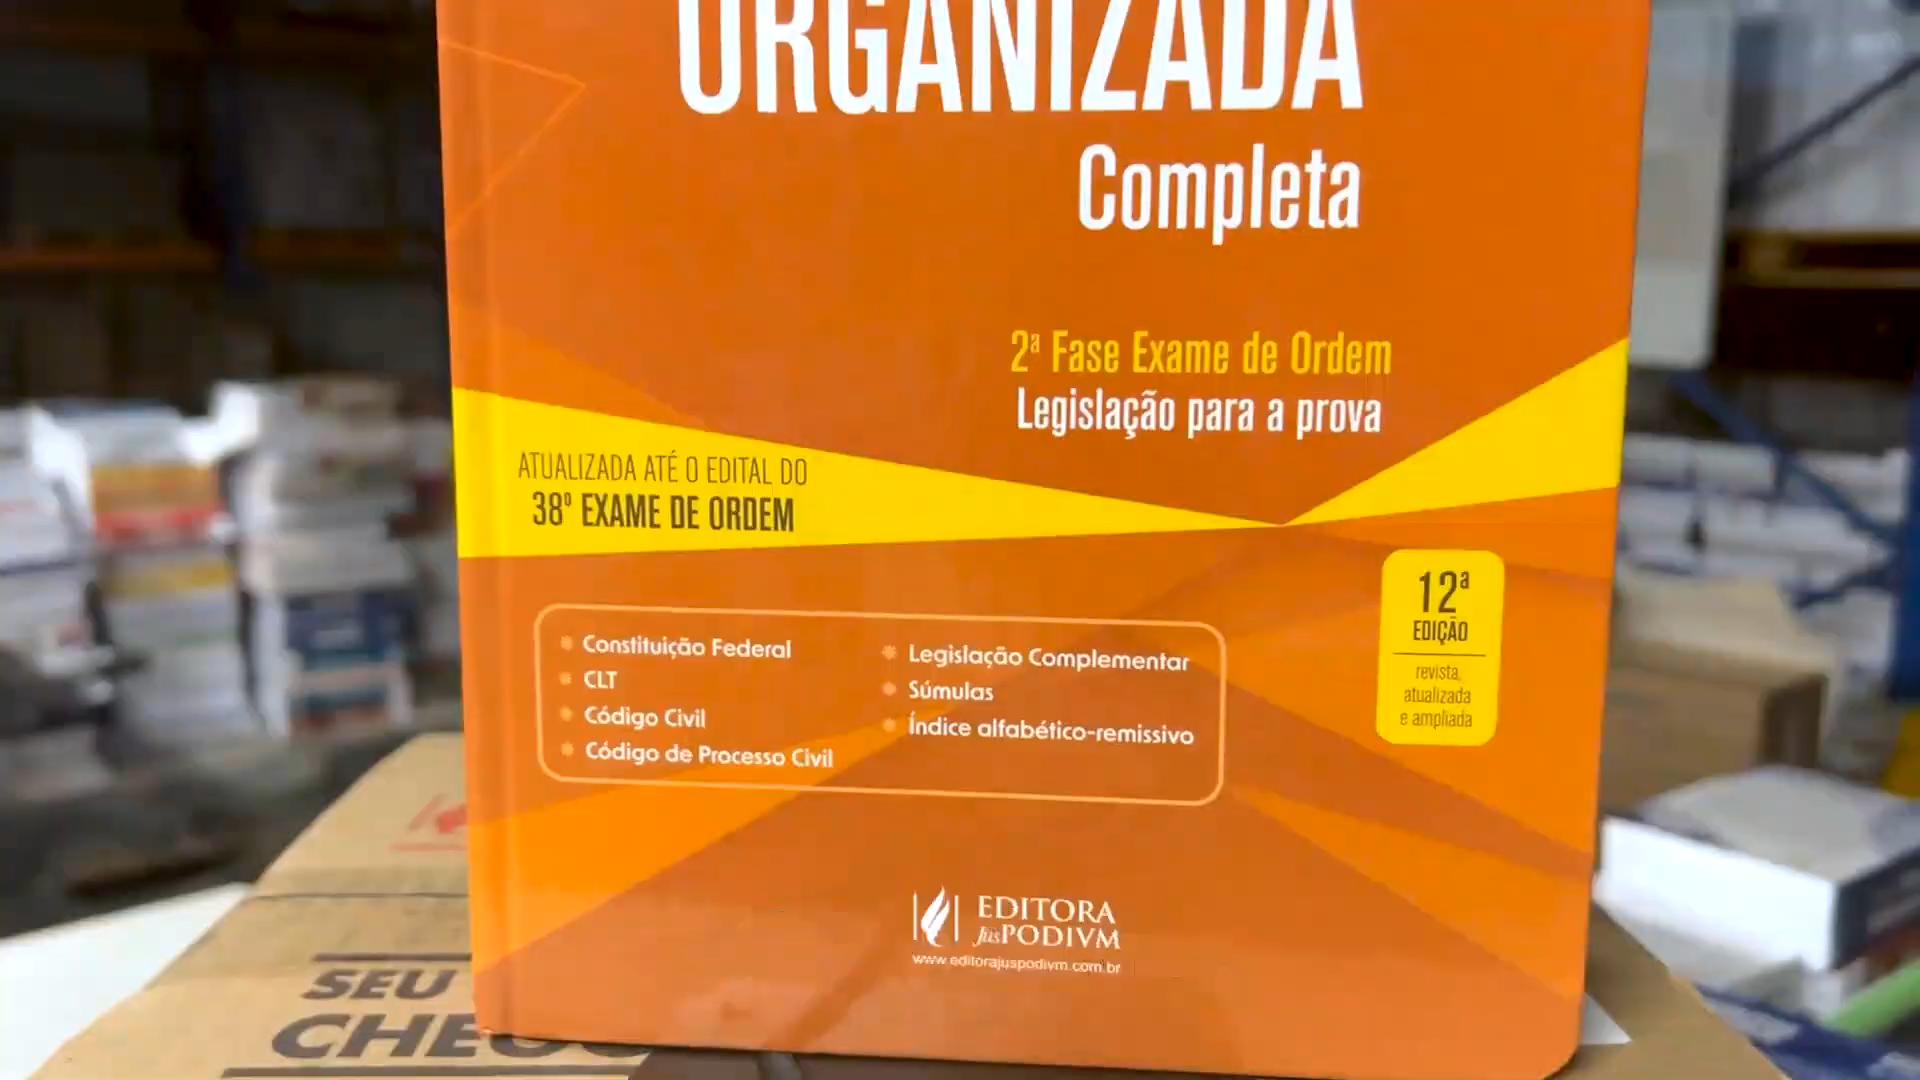 ORGANIZADA
Completa
2ª Fase Exame de Ordem
Legislação para a prova
ATUALIZADA ATÉ O EDITAL DO
38º EXAME DE ORDEM
12ª
EDIÇÃO
revista,
atualizada
e ampliada
Constituição Federal
CLT
Código Civil
Código de Processo Civil
Legislação Complementar
Súmulas
Índice alfabético-remissivo
EDITORA
JusPODIVM
www.editorajuspodivm.com.br
SEU